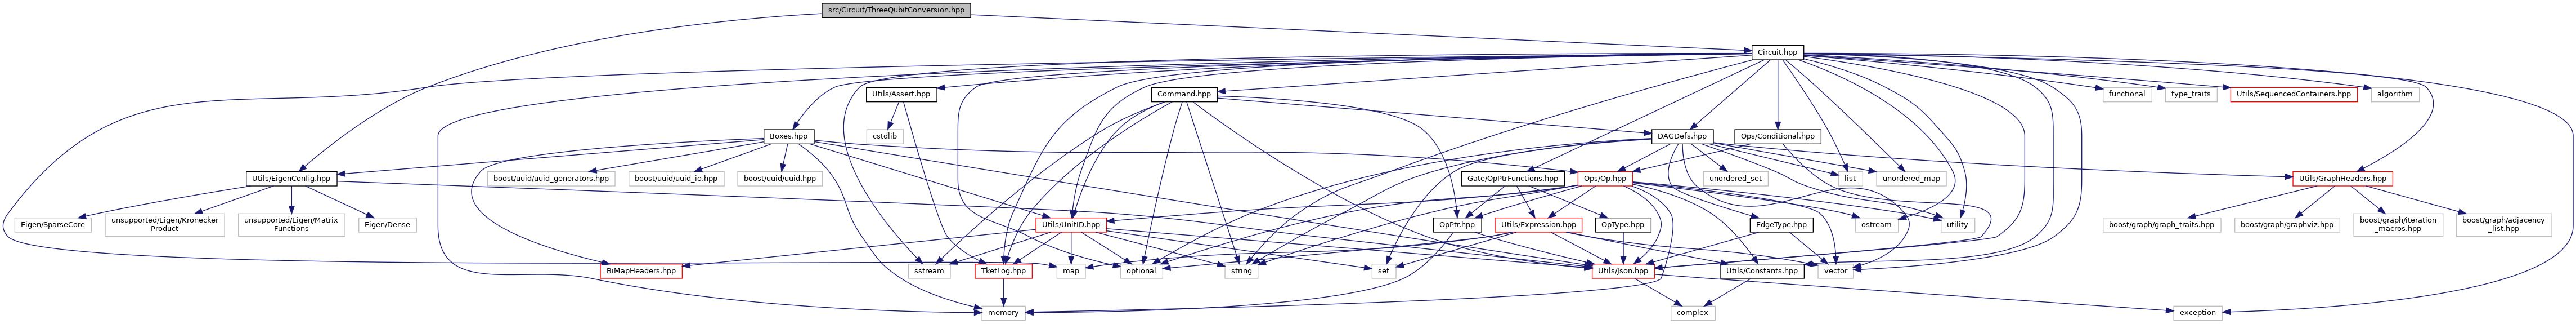 src/Circuit/ThreeQubitConversion.hpp
Circuit.hpp
Utils/Assert.hpp
Command.hpp
functional
type_traits
Utils/SequencedContainers.hpp
algorithm
cstdlib
Boxes.hpp
DAGDefs.hpp
Ops/Conditional.hpp
Utils/EigenConfig.hpp
boost/uuid/uuid_generators.hpp
boost/uuid/uuid_io.hpp
boost/uuid/uuid.hpp
Gate/OpPtrFunctions.hpp
Ops/Op.hpp
unordered_set
list
unordered_map
Utils/GraphHeaders.hpp
Eigen/SparseCore
unsupported/Eigen/Kronecker
Product
unsupported/Eigen/Matrix
Functions
Eigen/Dense
Utils/UnitID.hpp
OpPtr.hpp
Utils/Expression.hpp
OpType.hpp
EdgeType.hpp
ostream
utility
boost/graph/graph_traits.hpp
boost/graph/graphviz.hpp
boost/graph/iteration
_macros.hpp
boost/graph/adjacency
_list.hpp
BiMapHeaders.hpp
sstream
TketLog.hpp
map
optional
string
set
Utils/Json.hpp
Utils/Constants.hpp
vector
memory
complex
exception